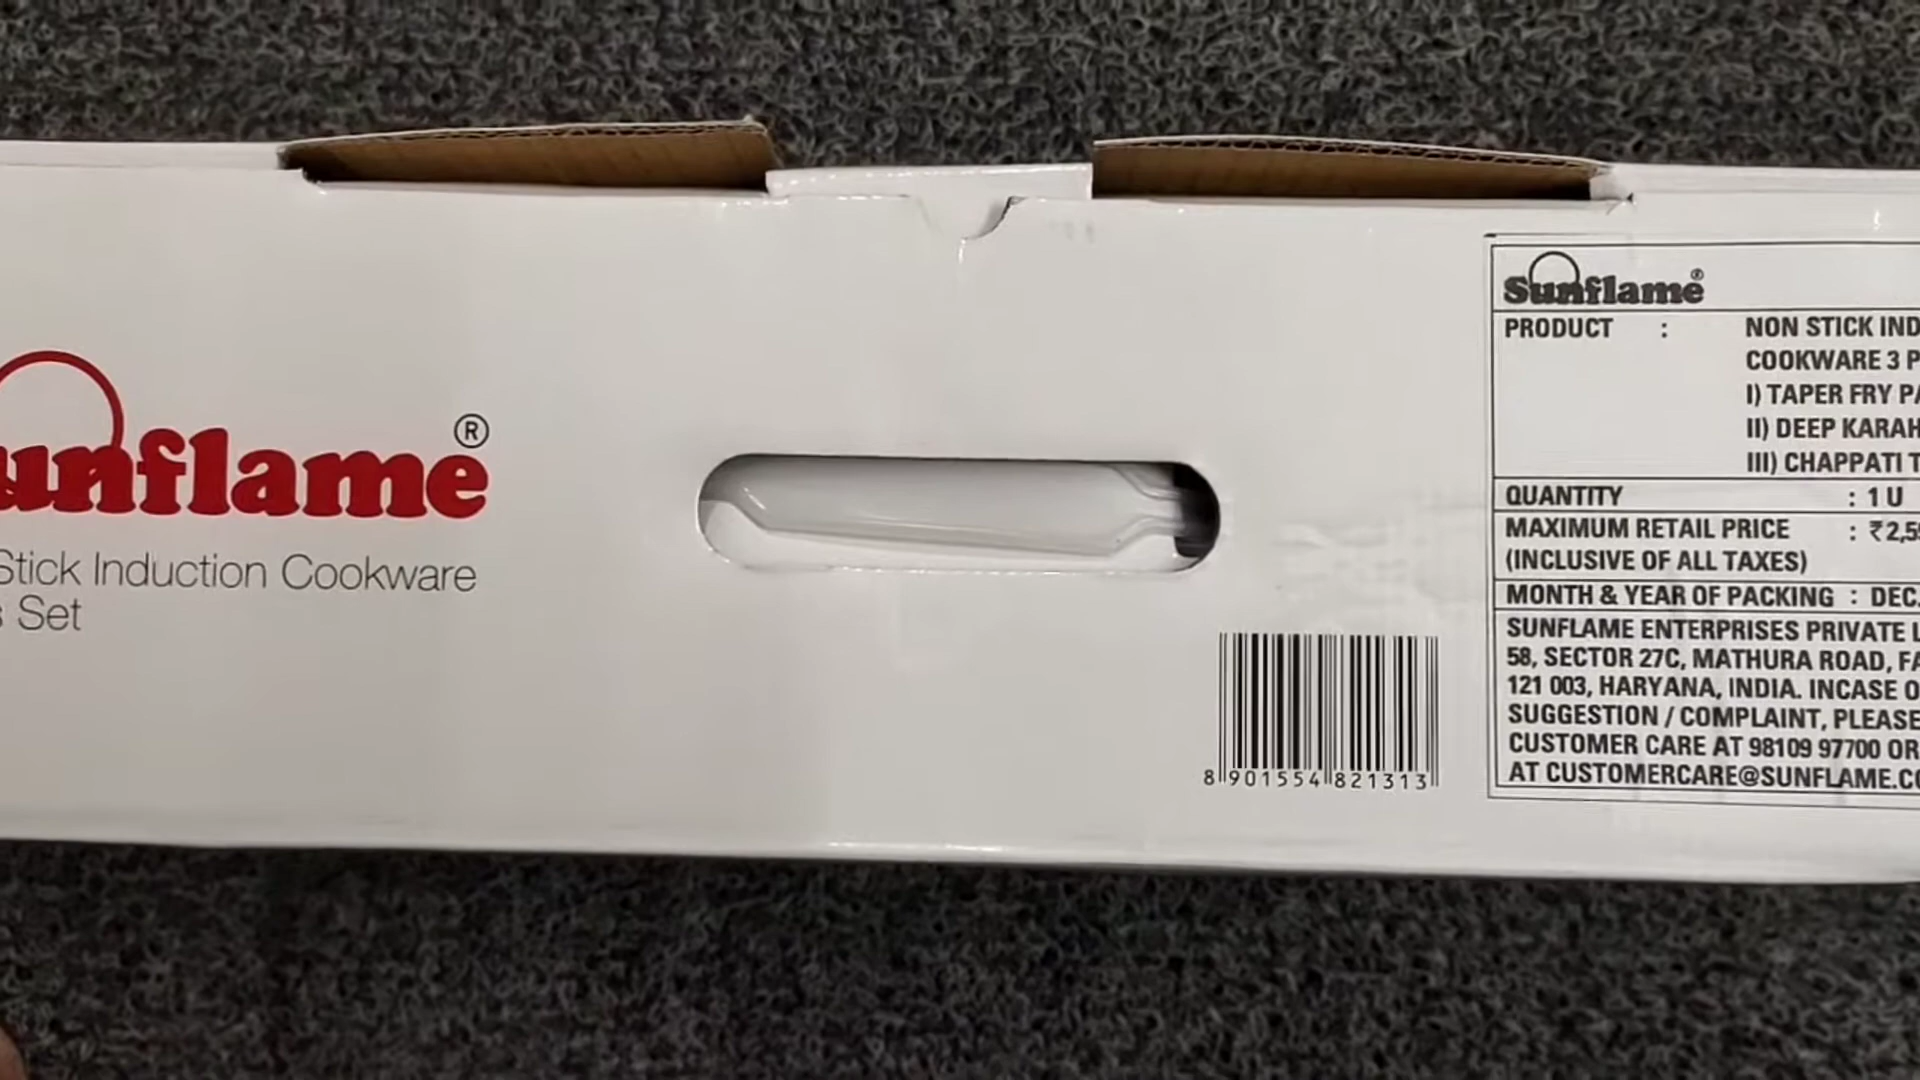 unflame®
Stick Induction Cookware
Set
8 901554 821313
Sunflame®
PRODUCT : NON STICK IND
COOKWARE 3 P
I) TAPER FRY PA
II) DEEP KARAH
III) CHAPPATI T
QUANTITY : 1 U
MAXIMUM RETAIL PRICE : ₹2,5
(INCLUSIVE OF ALL TAXES)
MONTH & YEAR OF PACKING : DEC.
SUNFLAME ENTERPRISES PRIVATE L
58, SECTOR 27C, MATHURA ROAD, FA
121 003, HARYANA, INDIA. INCASE O
SUGGESTION / COMPLAINT, PLEASE
CUSTOMER CARE AT 98109 97700 OR
AT CUSTOMERCARE@SUNFLAME.CO